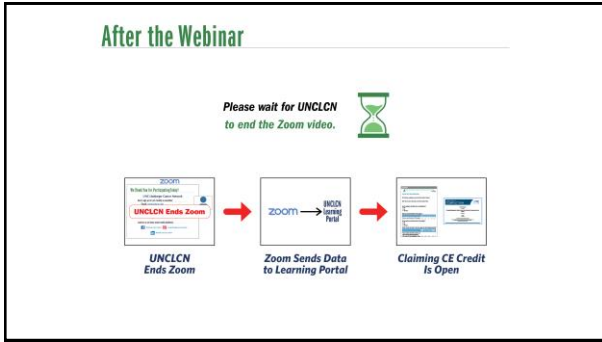 After the Webinar
Please wait for UNCLCN
to end the Zoom video.
zoom
UNCLCN Ends Zoom
zoom
UNCLCN
Learning
Portal
UNCLCN
Ends Zoom
Zoom Sends Data
to Learning Portal
Claiming CE Credit
Is Open